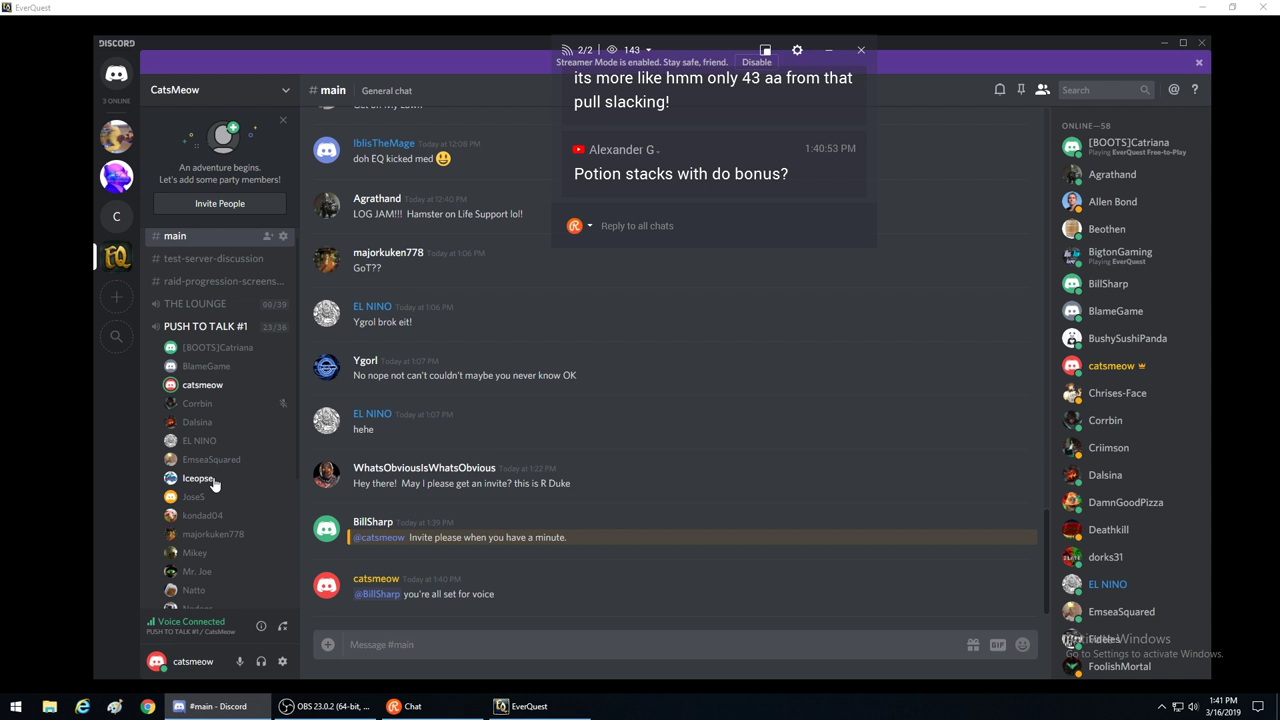 EverQuest
DISCORD
3 ONLINE
C
CatsMeow
An adventure begins.
Let's add some party members!
Invite People
main
# test-server-discussion
# raid-progression-screens...
THE LOUNGE 00/39
PUSH TO TALK #1 23/36
[BOOTS]Catriana
BlameGame
catsmeow
Corrbin
Dalsina
EL NINO
EmseaSquared
Iceopse
JoseS
kondad04
majorkuken778
Mikey
Mr. Joe
Natto
Voice Connected
PUSH TO TALK #1 / CatsMeow
catsmeow
2/2 | 143
Streamer Mode is enabled. Stay safe, friend. Disable
# main General chat
Search
its more like hmm only 43 aa from that
pull slacking!
Alexander G 1:40:53 PM
Potion stacks with do bonus?
Reply to all chats
IblisTheMage Today at 12:08 PM
doh EQ kicked med
Agrathand Today at 12:40 PM
LOG JAM!!! Hamster on Life Support lol!
majorkuken778 Today at 1:06 PM
GoT??
EL NINO Today at 1:06 PM
Ygrol brok eit!
Ygorl Today at 1:07 PM
No nope not can't couldn't maybe you never know OK
EL NINO Today at 1:07 PM
hehe
WhatsObviousIsWhatsObvious Today at 1:22 PM
Hey there! May I please get an invite? this is R Duke
BillSharp Today at 1:39 PM
@catsmeow Invite please when you have a minute.
catsmeow Today at 1:40 PM
@BillSharp you're all set for voice
Message #main
GIF
ONLINE—58
[BOOTS]Catriana
Playing EverQuest Free-to-Play
Agrathand
Allen Bond
Beothen
BigtonGaming
Playing EverQuest
BillSharp
BlameGame
BushySushiPanda
catsmeow
Chrises-Face
Corrbin
Criimson
Dalsina
DamnGoodPizza
Deathkill
dorks31
EL NINO
EmseaSquared
Windows
Go to Settings to activate Windows.
FoolishMortal
#main - Discord
OBS 23.0.2 (64-bit, ...
Chat
EverQuest
1:41 PM
3/16/2019